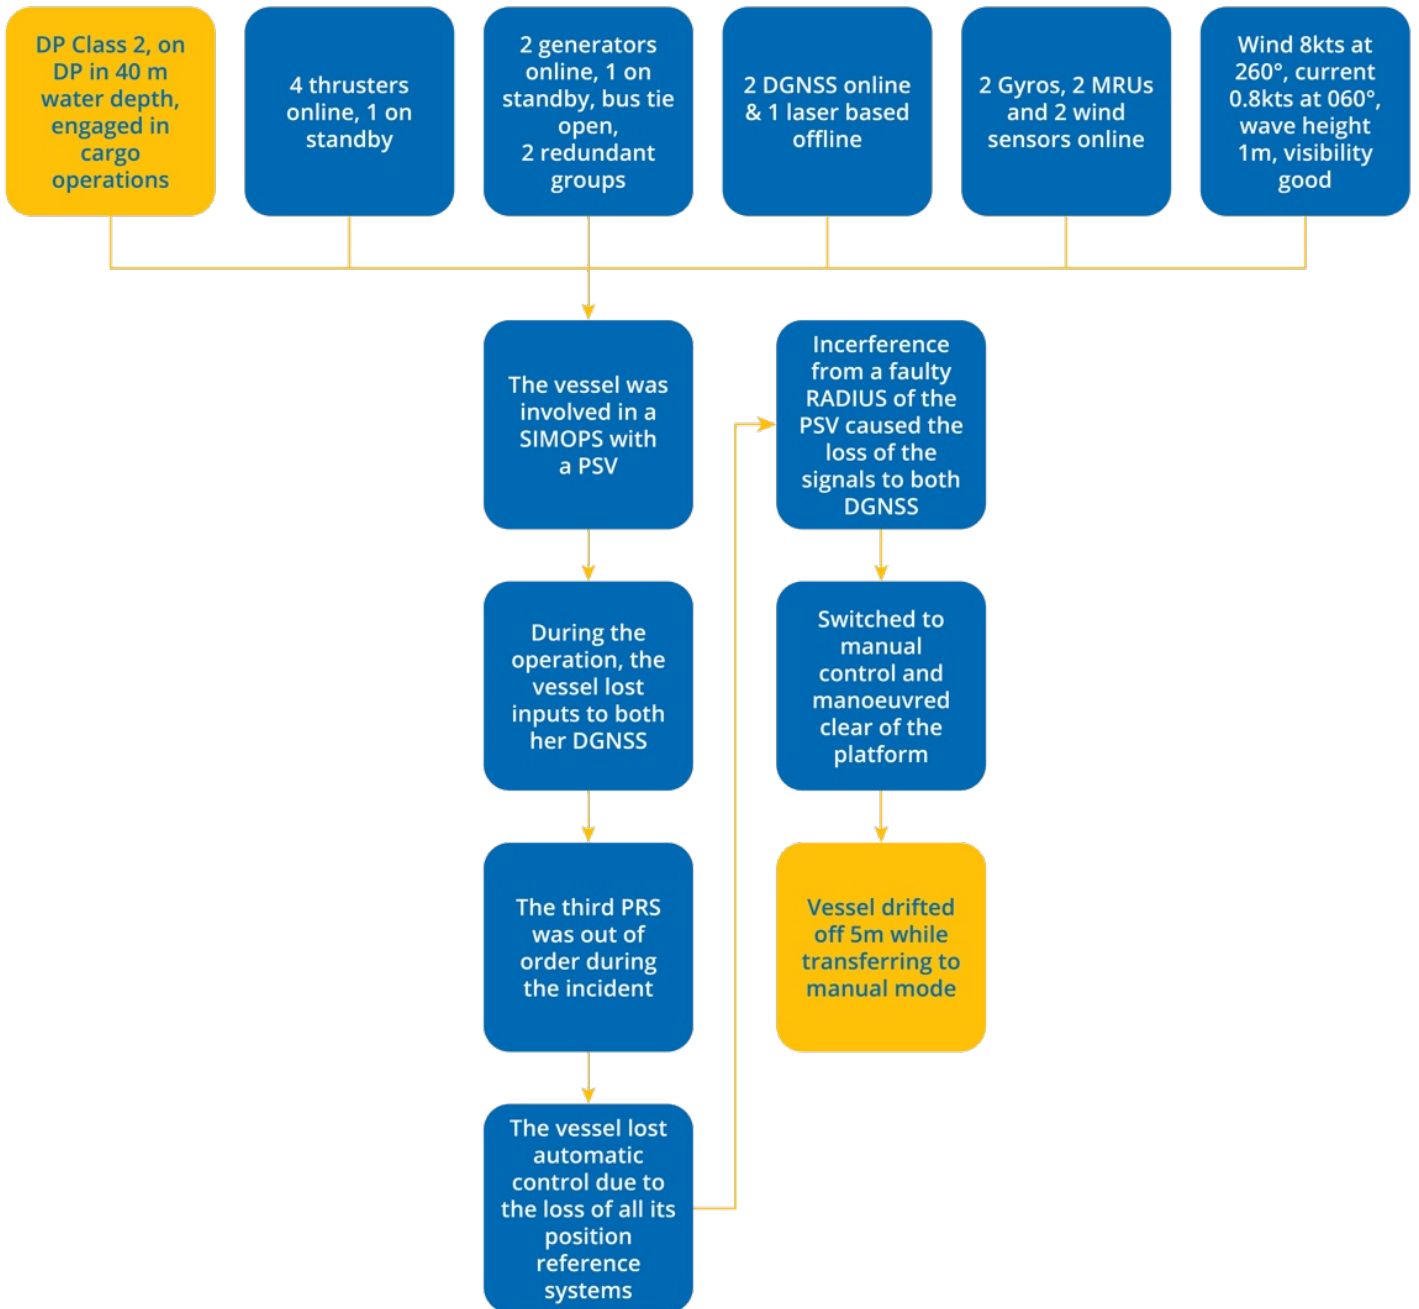 DP Class 2, on
DP in 40 m
water depth,
engaged in
cargo
operations
4 thrusters
online, 1 on
standby
2 generators
online, 1 on
standby, bus tie
open,
2 redundant
groups
2 DGNSS online
& 1 laser based
offline
2 Gyros, 2 MRUs
and 2 wind
sensors online
Wind 8kts at
260°, current
0.8kts at 060°,
wave height
1m, visibility
good
The vessel was
involved in a
SIMOPS with
a PSV
During the
operation, the
vessel lost
inputs to both
her DGNSS
The third PRS
was out of
order during
the incident
The vessel lost
automatic
control due to
the loss of all its
position
reference
systems
Incerference
from a faulty
RADIUS of the
PSV caused the
loss of the
signals to both
DGNSS
Switched to
manual
control and
manoeuvred
clear of the
platform
Vessel drifted
off 5m while
transferring to
manual mode